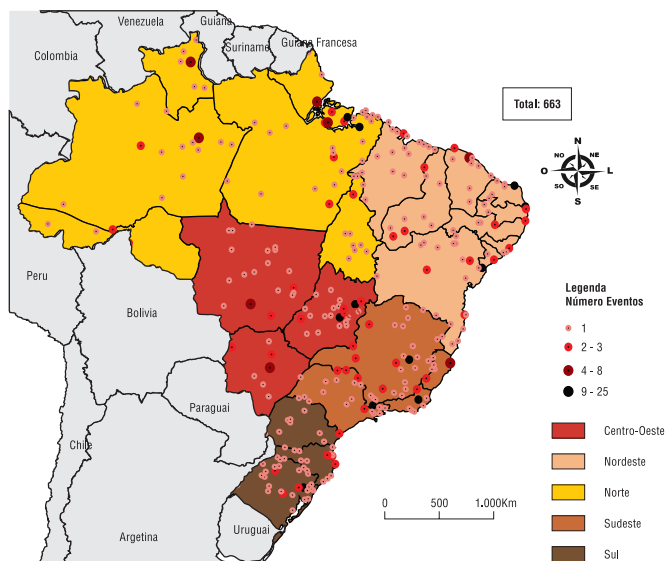 Venezuela
Guiana
Colombia
Suriname
Guiana Francesa
Total: 663
N
NO
NE
O
L
SO
SE
S
Peru
Bolivia
Legenda
Número Eventos
1
2 - 3
4 - 8
9 - 25
Paraguai
Chile
Centro-Oeste
Nordeste
Norte
0
500
1,000Km
Sudeste
Uruguai
Argetina
Sul